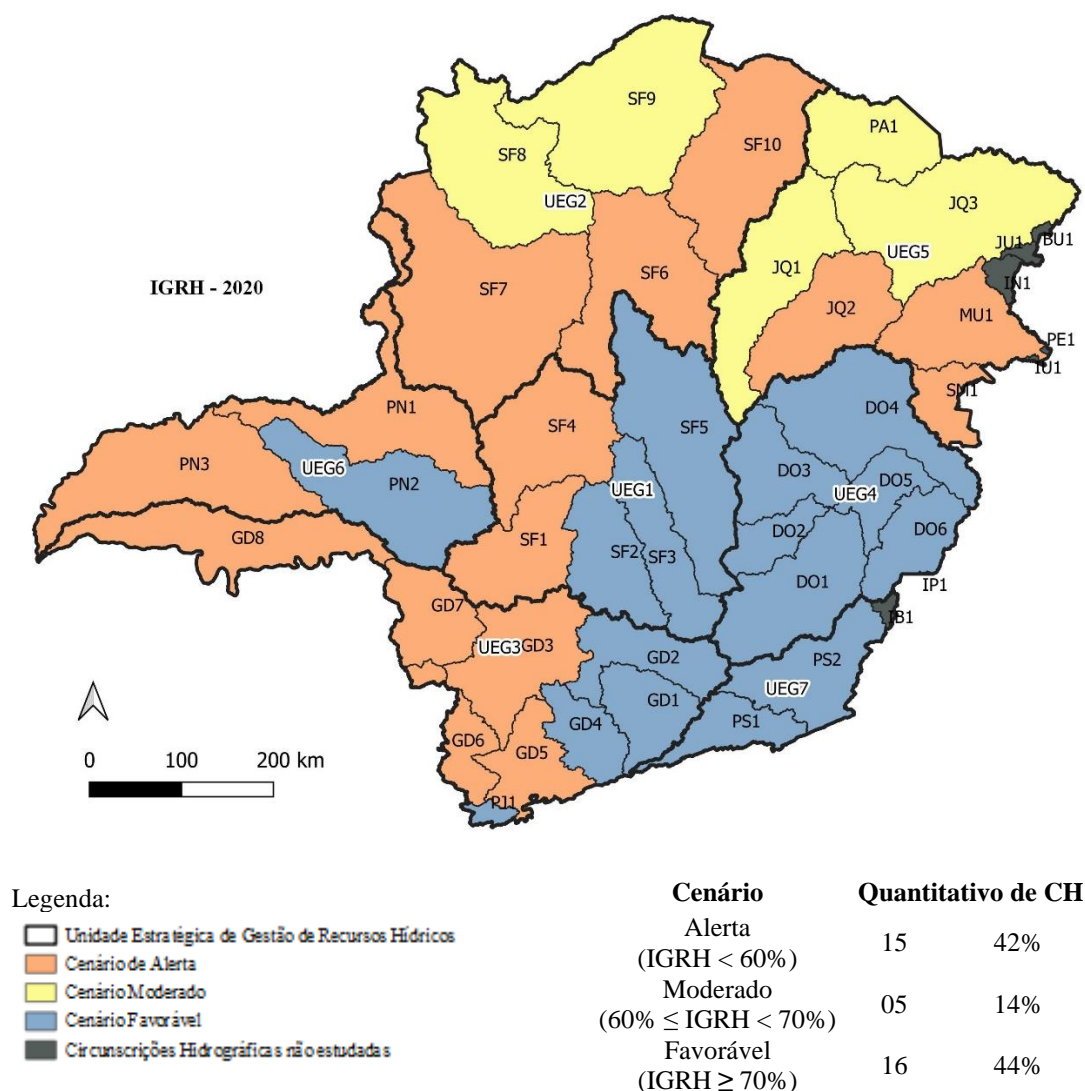 SF9
PA1
SF10
SF8
UEG2
JQ3
UEG5
JU1
BU1
IN1
JQ1
SF6
SF7
JQ2
MU1
IGRH - 2020
PE1
IU1
SM1
PN1
DO4
SF4
SF5
PN3
UEG6
PN2
DO3
DO5
UEG1
UEG4
DO2
DO6
SF1
SF2
SF3
GD8
DO1
IP1
GD7
IB1
UEG3
GD3
GD2
PS2
UEG7
GD1
GD4
PS1
GD6
GD5
PJ1
0 100 200 km
Legenda:
Unidade Estratégica de Gestão de Recursos Hídricos
Cenário de Alerta
Cenário Moderado
Cenário Favorável
Circunscrições Hidrográficas não estudadas
Cenário Quantitativo de CH
Alerta
(IGRH < 60%) 15 42%
Moderado
(60% ≤ IGRH < 70%) 05 14%
Favorável
(IGRH ≥ 70%) 16 44%